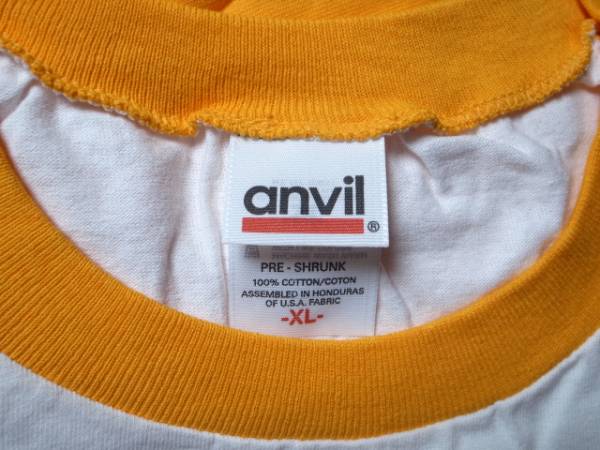 anvil
®
PRE - SHRUNK
100% COTTON/COTON
ASSEMBLED IN HONDURAS
OF U.S.A. FABRIC
-XL-